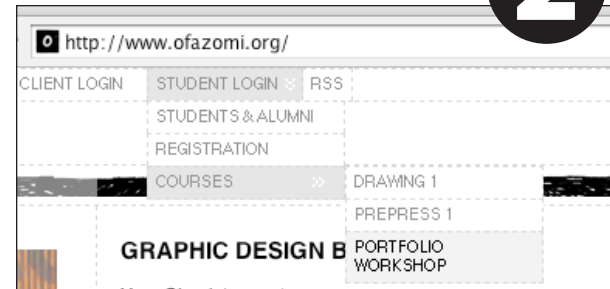 2
http://www.ofazomi.org/
CLIENT LOGIN STUDENT LOGIN RSS
STUDENTS & ALUMNI
REGISTRATION
COURSES DRAWING 1
PREPRESS 1
GRAPHIC DESIGN B PORTFOLIO
WORKSHOP